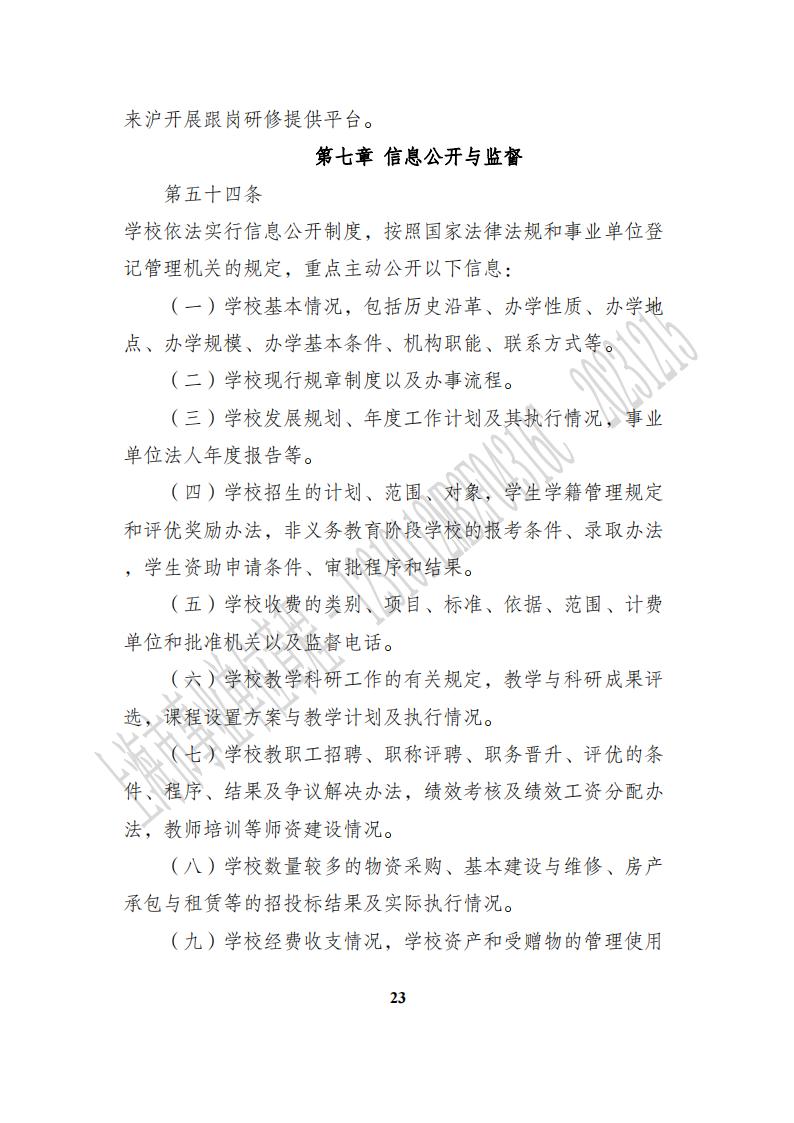 来沪开展跟岗研修提供平台。
第七章 信息公开与监督
第五十四条
学校依法实行信息公开制度，按照国家法律法规和事业单位登
记管理机关的规定，重点主动公开以下信息：
（一）学校基本情况，包括历史沿革、办学性质、办学地
点、办学规模、办学基本条件、机构职能、联系方式等。
（二）学校现行规章制度以及办事流程。
（三）学校发展规划、年度工作计划及其执行情况，事业
单位法人年度报告等。
（四）学校招生的计划、范围、对象，学生学籍管理规定
和评优奖励办法，非义务教育阶段学校的报考条件、录取办法
，学生资助申请条件、审批程序和结果。
（五）学校收费的类别、项目、标准、依据、范围、计费
单位和批准机关以及监督电话。
（六）学校教学科研工作的有关规定，教学与科研成果评
选，课程设置方案与教学计划及执行情况。
（七）学校教职工招聘、职称评聘、职务晋升、评优的条
件、程序、结果及争议解决办法，绩效考核及绩效工资分配办
法，教师培训等师资建设情况。
（八）学校数量较多的物资采购、基本建设与维修、房产
承包与租赁等的招投标结果及实际执行情况。
（九）学校经费收支情况，学校资产和受赠物的管理使用
23